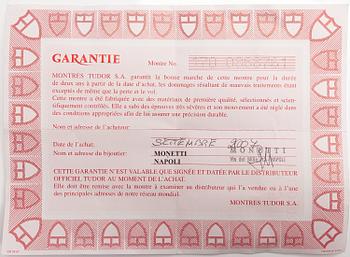 GARANTIE
Montre No.
MONTRES TUDOR S.A. garantit la bonne marche de cette montre pour la durée
de deux ans à partir de la date d'achat, les dommages résultant de mauvais traitements étant
exceptés de même que la perte et le vol.
Cette montre a été fabriquée avec des matériaux de première qualité, sélectionnés et scien-
tifiquement contrôlés. Elle a subi des épreuves très sévères et son mouvement a été réglé
dans des conditions appropriées afin de lui assurer une précision durable.
Nom et adresse de l'acheteur:
Date de l'achat: SETTEMBRE 2007
Nom et adresse du bijoutier: MONETTI MONETTI
NAPOLI
CETTE GARANTIE N'EST VALABLE QUE SIGNÉE ET DATÉE PAR LE DISTRIBUTEUR
OFFICIEL TUDOR AU MOMENT DE L'ACHAT.
Elle doit être remise avec la montre à examiner au distributeur qui l'a vendue ou à l'une
des principales adresses de notre réseau mondial.
MONTRES TUDOR S.A.